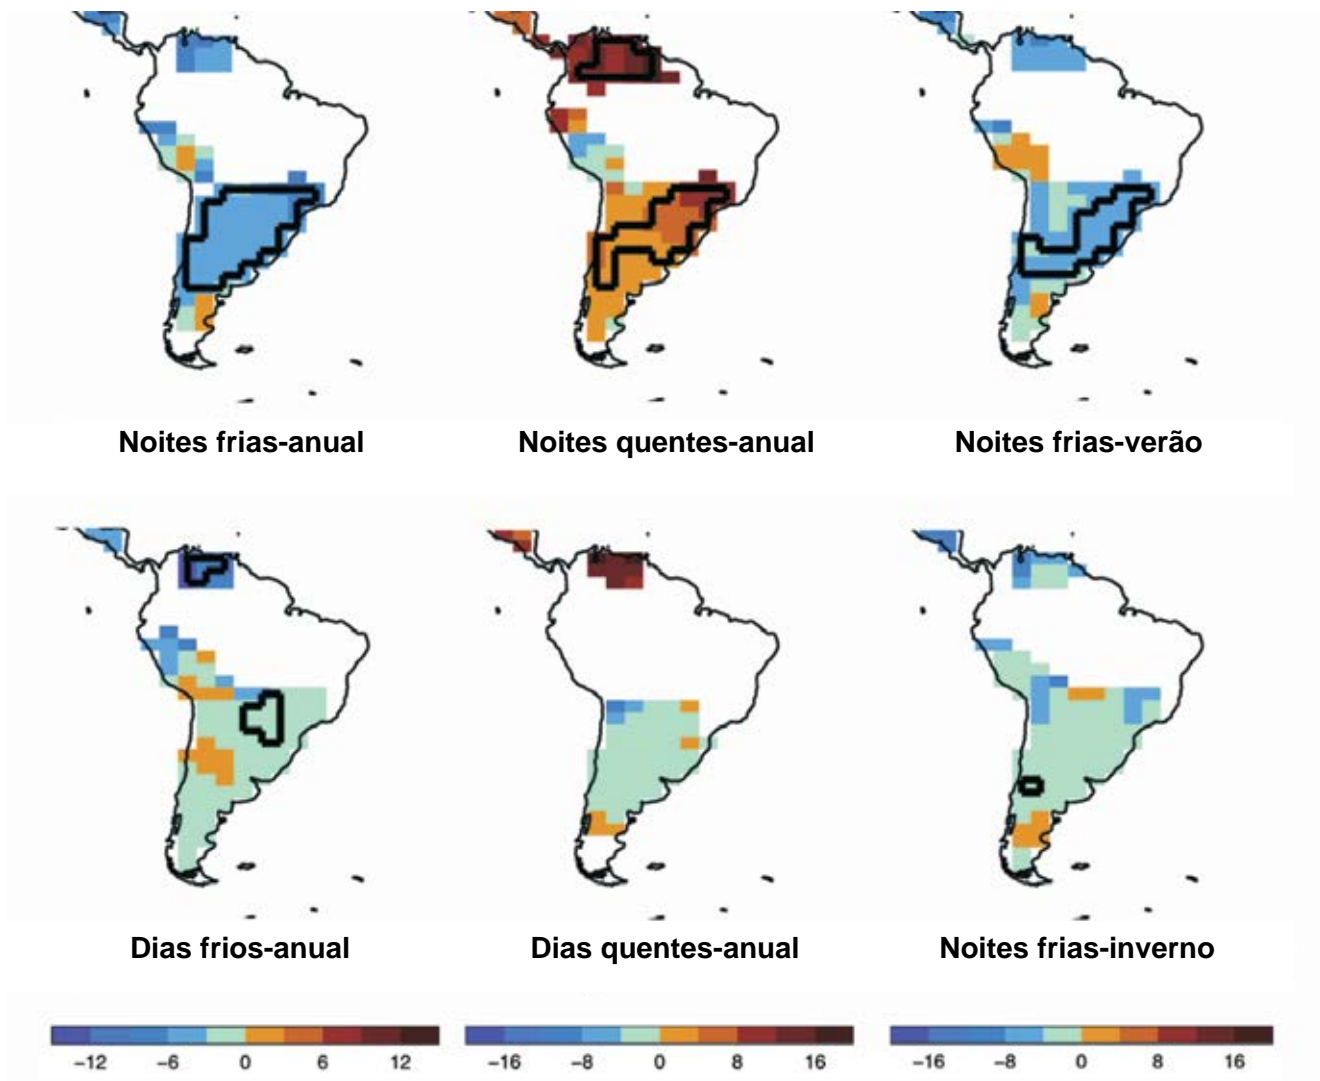 Noites frias-anual Noites quentes-anual Noites frias-verão
Dias frios-anual Dias quentes-anual Noites frias-inverno
−12 −6 0 6 12 −16 −8 0 8 16 −16 −8 0 8 16